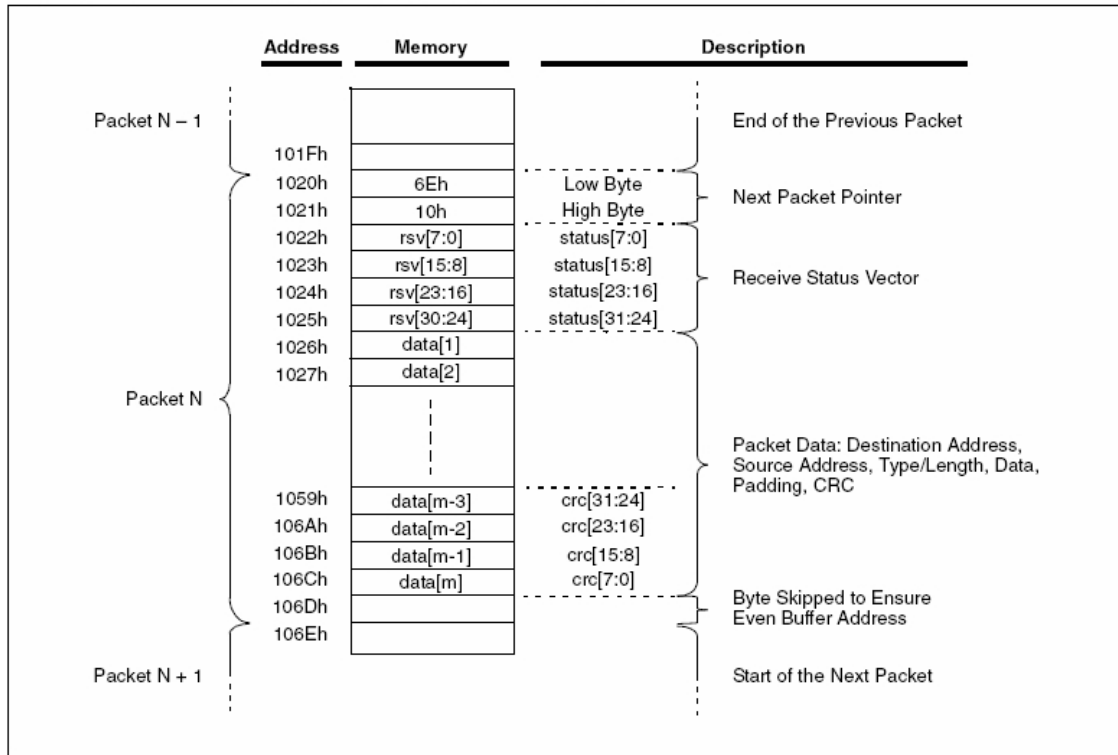 Address Memory Description
Packet N – 1 End of the Previous Packet
101Fh
1020h 6Eh Low Byte
Next Packet Pointer
1021h 10h High Byte
1022h rsv[7:0] status[7:0]
1023h rsv[15:8] status[15:8]
Receive Status Vector
1024h rsv[23:16] status[23:16]
1025h rsv[30:24] status[31:24]
1026h data[1]
1027h data[2]
Packet N
Packet Data: Destination Address,
Source Address, Type/Length, Data,
Padding, CRC
1059h data[m-3] crc[31:24]
106Ah data[m-2] crc[23:16]
106Bh data[m-1] crc[15:8]
106Ch data[m] crc[7:0]
106Dh
Byte Skipped to Ensure
Even Buffer Address
106Eh
Packet N + 1 Start of the Next Packet